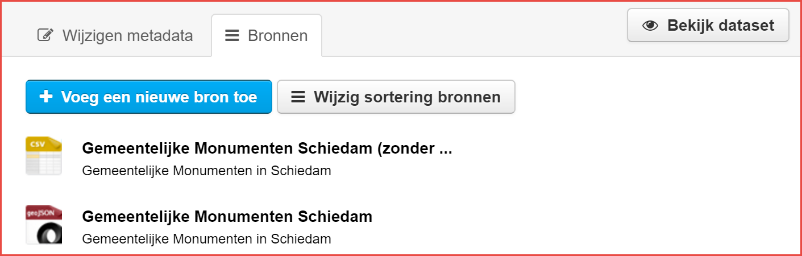 Wijzigen metadata
Bronnen
Bekijk dataset
Voeg een nieuwe bron toe
Wijzig sortering bronnen
CSV
Gemeentelijke Monumenten Schiedam (zonder ...
Gemeentelijke Monumenten in Schiedam
geoJSON
Gemeentelijke Monumenten Schiedam
Gemeentelijke Monumenten in Schiedam